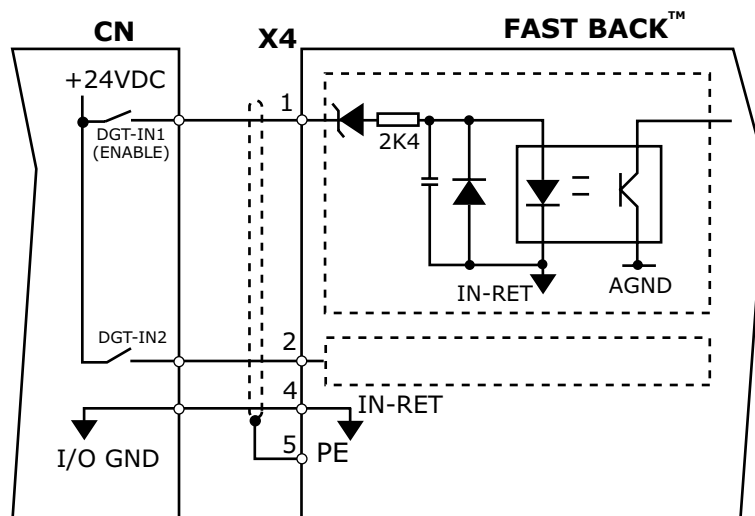 CN
X4
FAST BACK™
+24VDC
1
DGT-IN1
(ENABLE)
2K4
IN-RET
AGND
DGT-IN2
2
4
IN-RET
I/O GND
5
PE